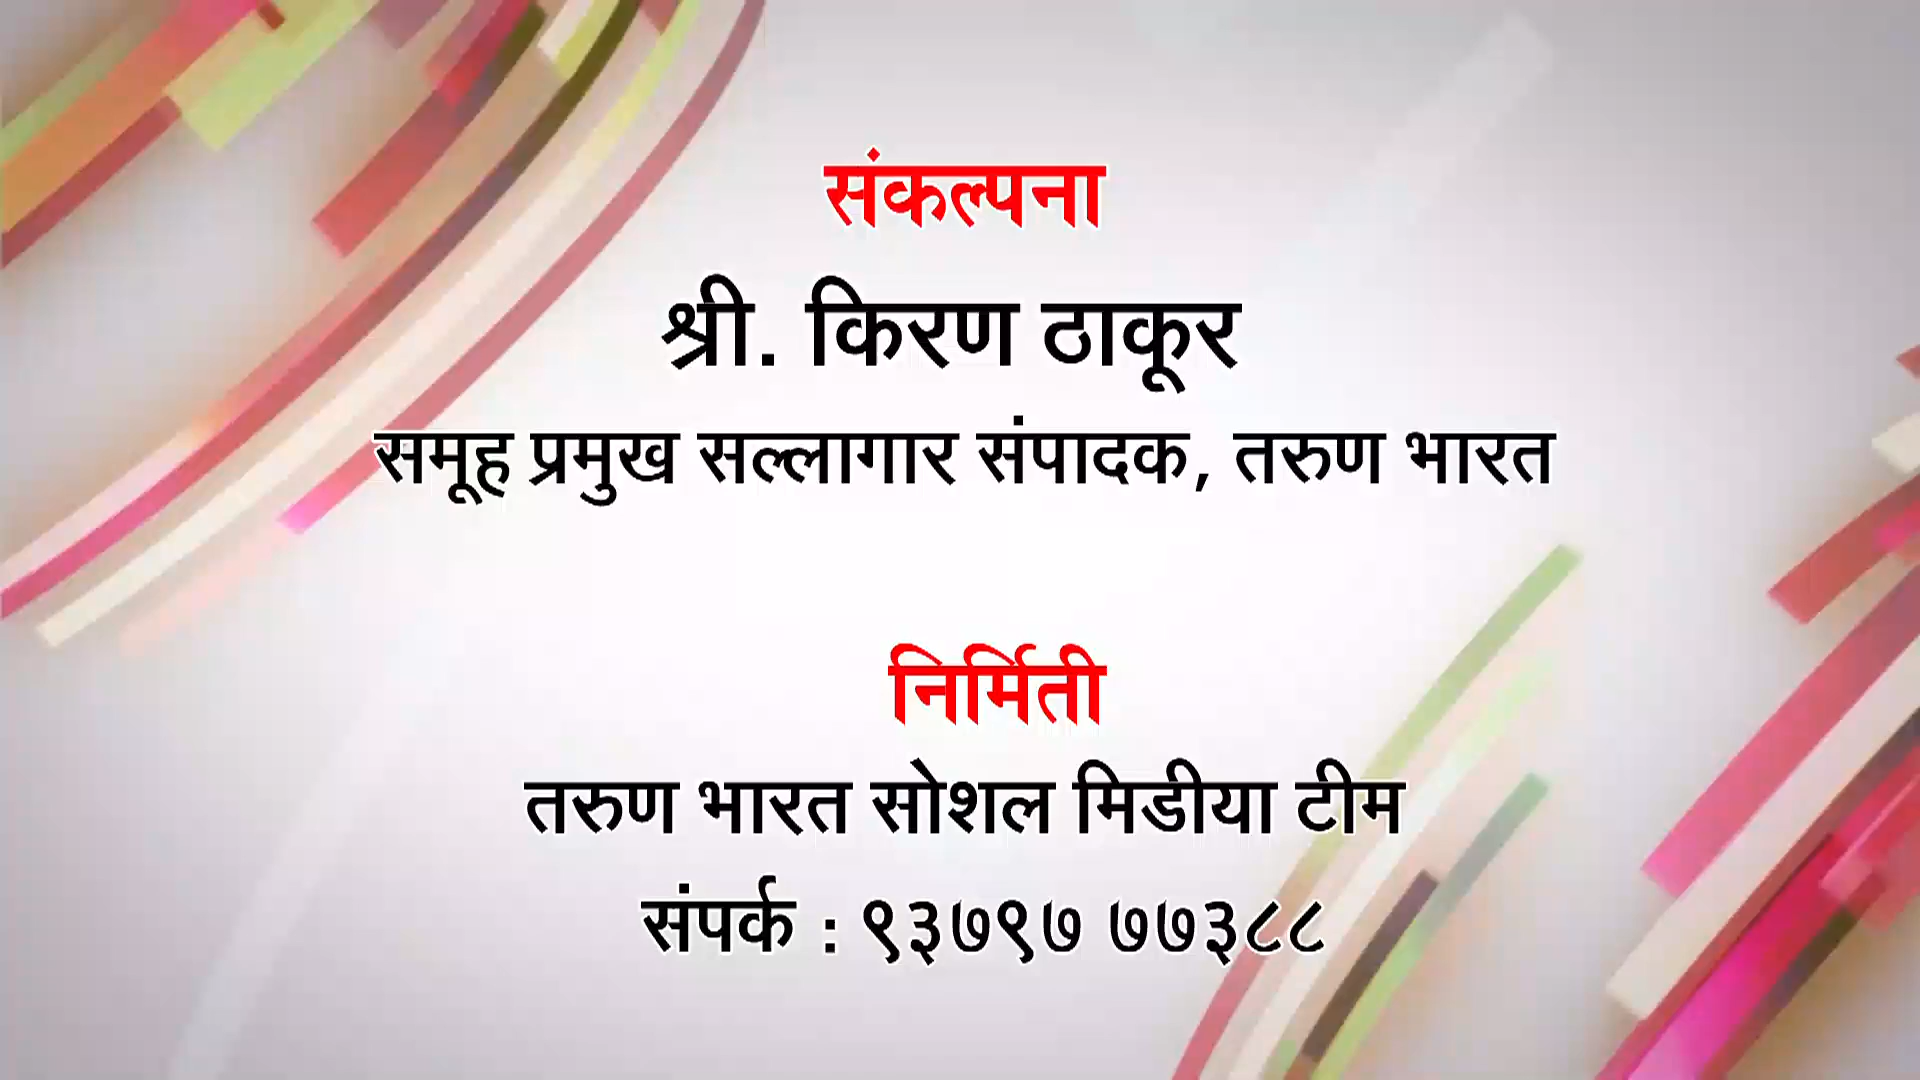 संकल्पना
श्री. किरण ठाकूर
समूह प्रमुख सल्लागार संपादक, तरुण भारत
निर्मिती
तरुण भारत सोशल मिडीया टीम
संपर्क : ९३७९७ ७७३८८